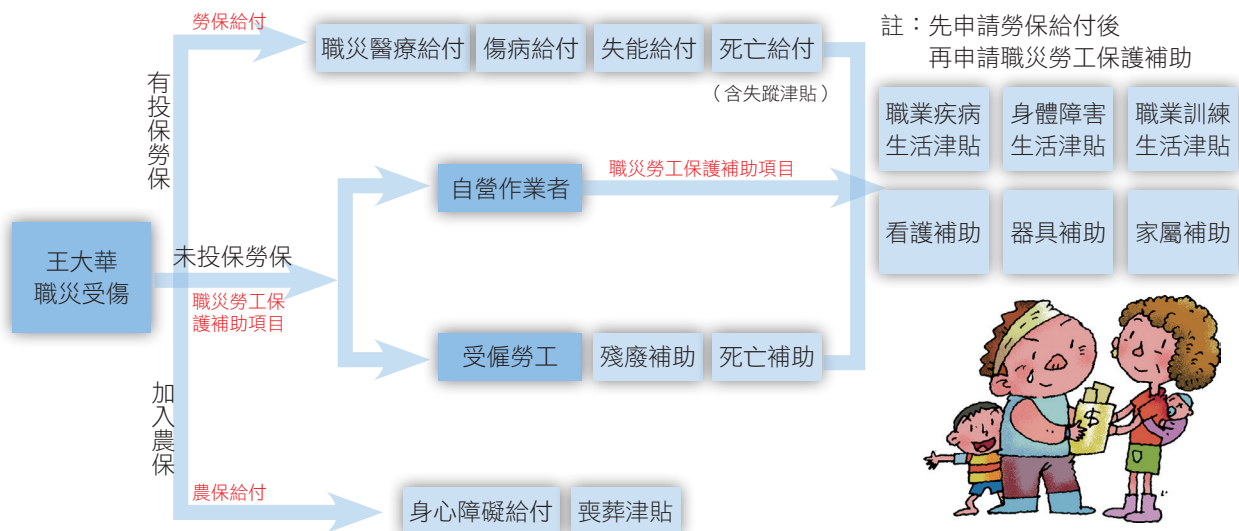 勞保給付
職災醫療給付
傷病給付
失能給付
死亡給付
(含失蹤津貼)
註：先申請勞保給付後
再申請職災勞工保護補助
有投保勞保
職業疾病
生活津貼
身體障害
生活津貼
職業訓練
生活津貼
自營作業者
職災勞工保護補助項目
看護補助
器具補助
家屬補助
王大華
職災受傷
未投保勞保
職災勞工保
護補助項目
受僱勞工
殘廢補助
死亡補助
加入農保
農保給付
身心障礙給付
喪葬津貼
$